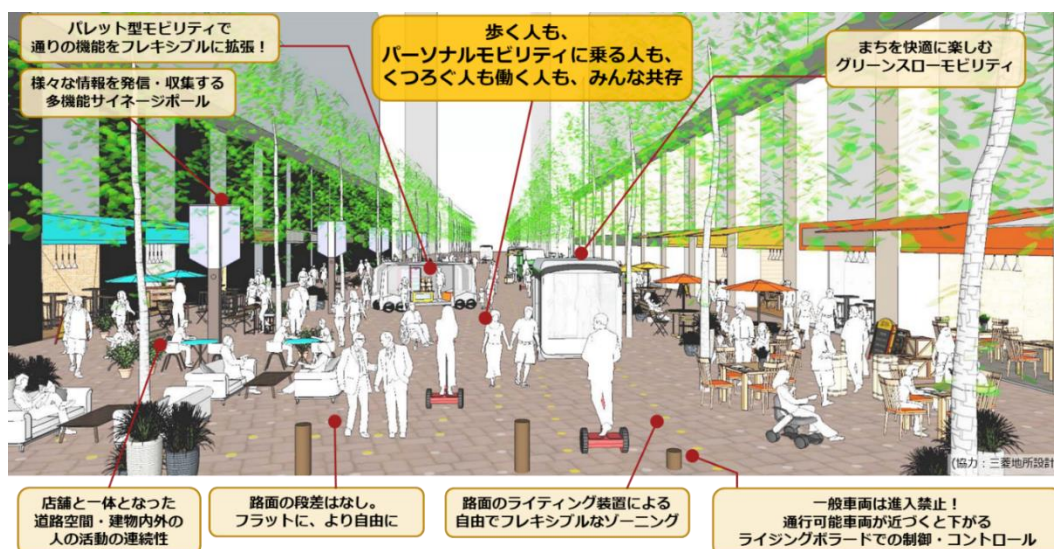 パレット型モビリティで
通りの機能をフレキシブルに拡張！
様々な情報を発信・収集する
多機能サイネージポール
歩く人も、
パーソナルモビリティに乗る人も、
くつろぐ人も働く人も、みんな共存
まちを快適に楽しむ
グリーンスローモビリティ
(協力：三菱地所設計
店舗と一体となった
道路空間・建物内外の
人の活動の連続性
路面の段差はなし。
フラットに、より自由に
路面のライティング装置による
自由でフレキシブルなゾーニング
一般車両は進入禁止！
通行可能車両が近づくと下がる
ライジングボラードでの制御・コントロール